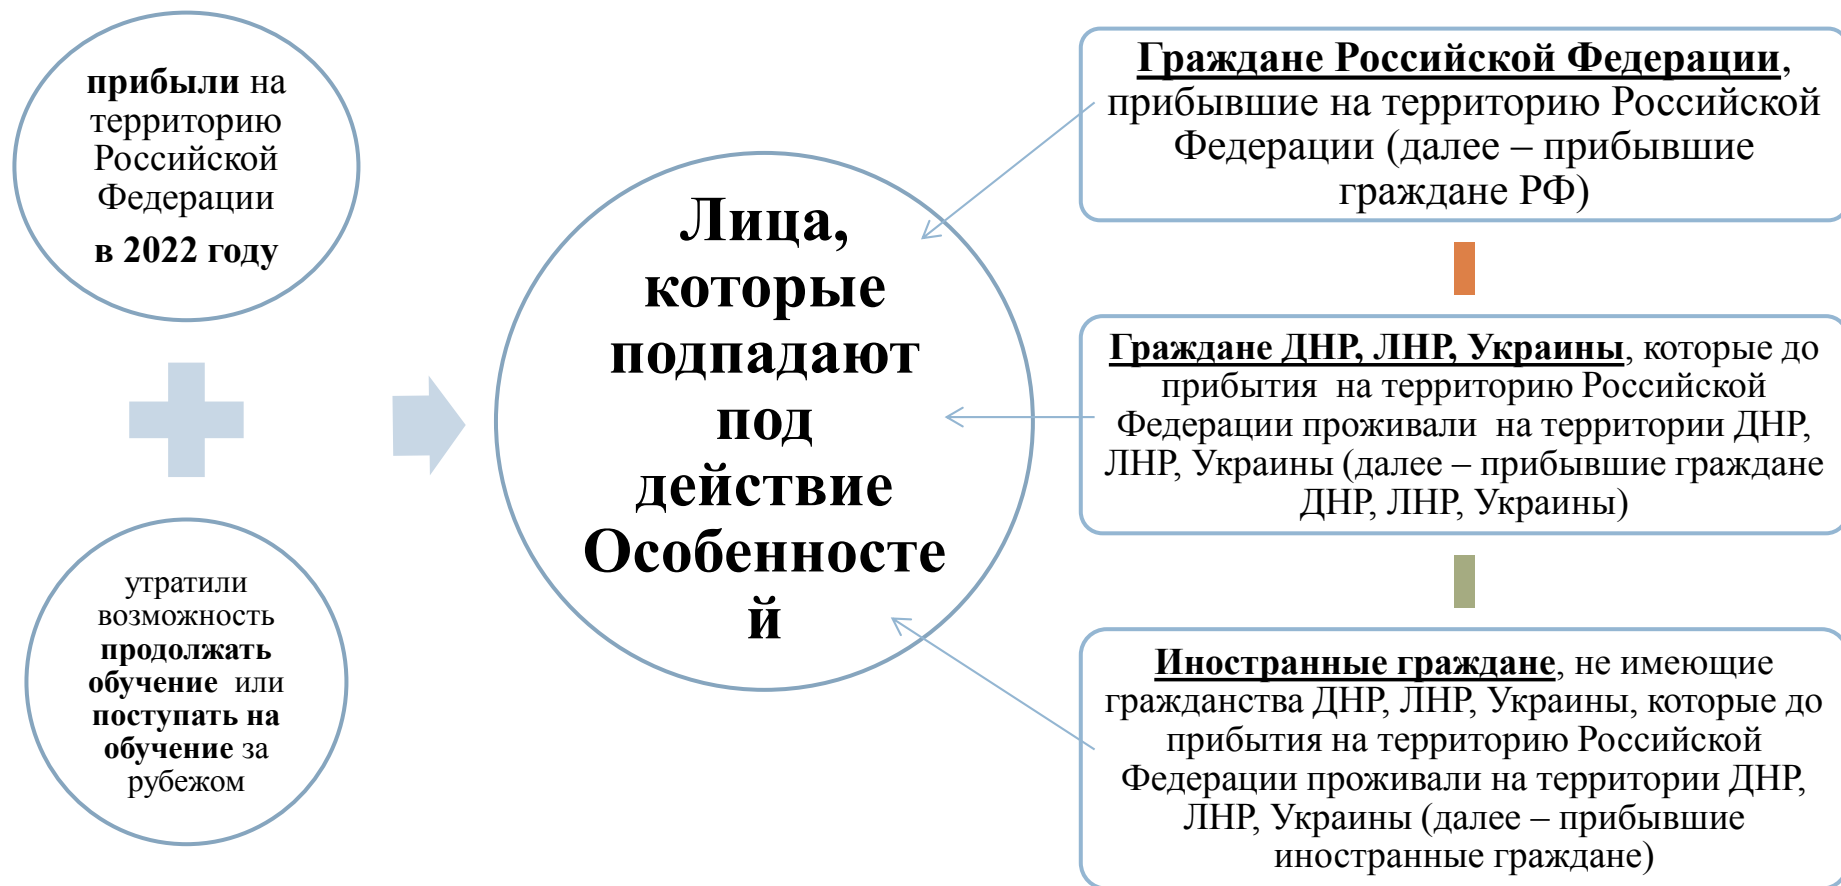 прибыли на
территорию
Российской
Федерации
в 2022 году
утратили
возможность
продолжать
обучение или
поступать на
обучение за
рубежом
Лица,
которые
подпадают
под
действие
Особенносте
й
Граждане Российской Федерации,
прибывшие на территорию Российской
Федерации (далее – прибывшие
граждане РФ)
Граждане ДНР, ЛНР, Украины, которые до
прибытия на территорию Российской
Федерации проживали на территории ДНР,
ЛНР, Украины (далее – прибывшие граждане
ДНР, ЛНР, Украины)
Иностранные граждане, не имеющие
гражданства ДНР, ЛНР, Украины, которые до
прибытия на территорию Российской
Федерации проживали на территории ДНР,
ЛНР, Украины (далее – прибывшие
иностранные граждане)